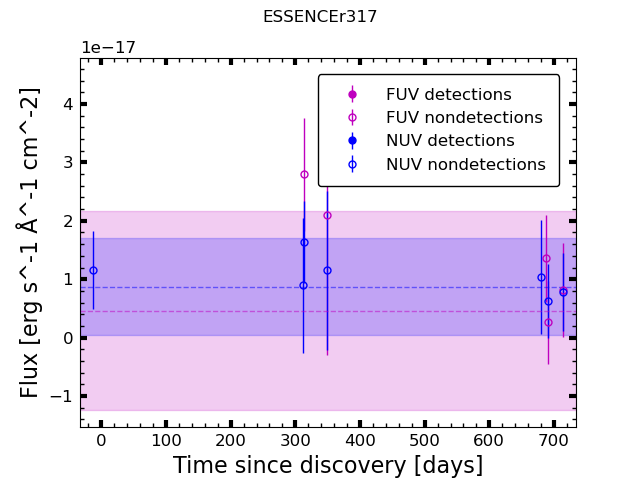 ESSENCEr317
1e−17
FUV detections
FUV nondetections
NUV detections
NUV nondetections
4
3
2
1
0
−1
Flux [erg s^-1 Å^-1 cm^-2]
0 100 200 300 400 500 600 700
Time since discovery [days]